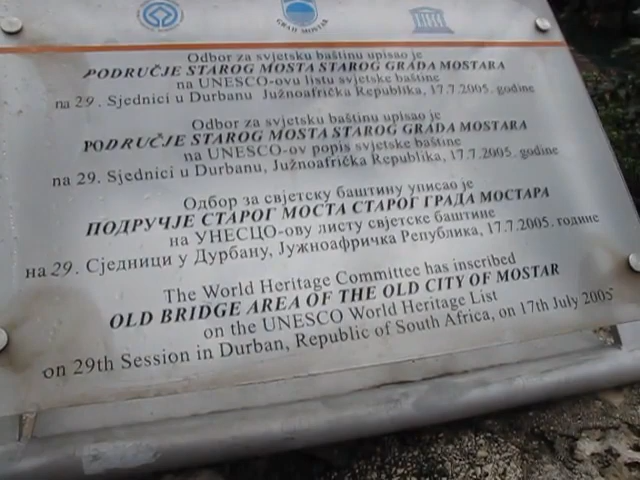 GRAD MOSTAR
Odbor za svjetsku baštinu upisao je
PODRUČJE STAROG MOSTA STAROG GRADA MOSTARA
na UNESCO-ovu listu svjetske baštine
na 29. Sjednici u Durbanu Južnoafrička Republika, 17.7.2005. godine
Odbor za svjetsku baštinu upisao je
PODRUČJE STAROG MOSTA STAROG GRADA MOSTARA
na UNESCO-ov popis svjetske baštine
na 29. Sjednici u Durbanu, Južnoafrička Republika, 17.7.2005. godine
Одбор за свјетску баштину уписао је
ПОДРУЧЈЕ СТАРОГ МОСТА СТАРОГ ГРАДА МОСТАРА
на УНЕСЦО-ову листу свјетске баштине
на 29. Сједници у Дурбану, Јужноафричка Република, 17.7.2005. године
The World Heritage Committee has inscribed
OLD BRIDGE AREA OF THE OLD CITY OF MOSTAR
on the UNESCO World Heritage List
on 29th Session in Durban, Republic of South Africa, on 17th July 2005